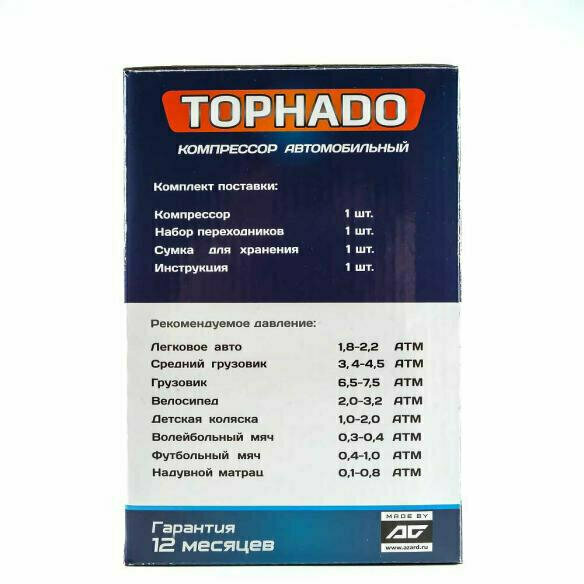 ТОРНАDО
КОМПРЕССОР АВТОМОБИЛЬНЫЙ
Комплект поставки:
Компрессор 1 шт.
Набор переходников 1 шт.
Сумка для хранения 1 шт.
Инструкция 1 шт.
Рекомендуемое давление:
Легковое авто 1,8-2,2 АТМ
Средний грузовик 3,4-4,5 АТМ
Грузовик 6,5-7,5 АТМ
Велосипед 2,0-3,2 АТМ
Детская коляска 1,0-2,0 АТМ
Волейбольный мяч 0,3-0,4 АТМ
Футбольный мяч 0,4-1,0 АТМ
Надувной матрац 0,1-0,8 АТМ
Гарантия
12 месяцев
MADE BY
AG
www.azard.ru